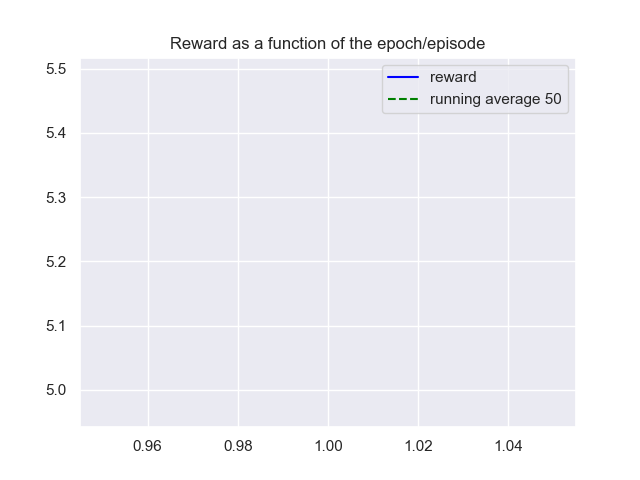 Reward as a function of the epoch/episode
reward
running average 50
5.5
5.4
5.3
5.2
5.1
5.0
0.96 0.98 1.00 1.02 1.04